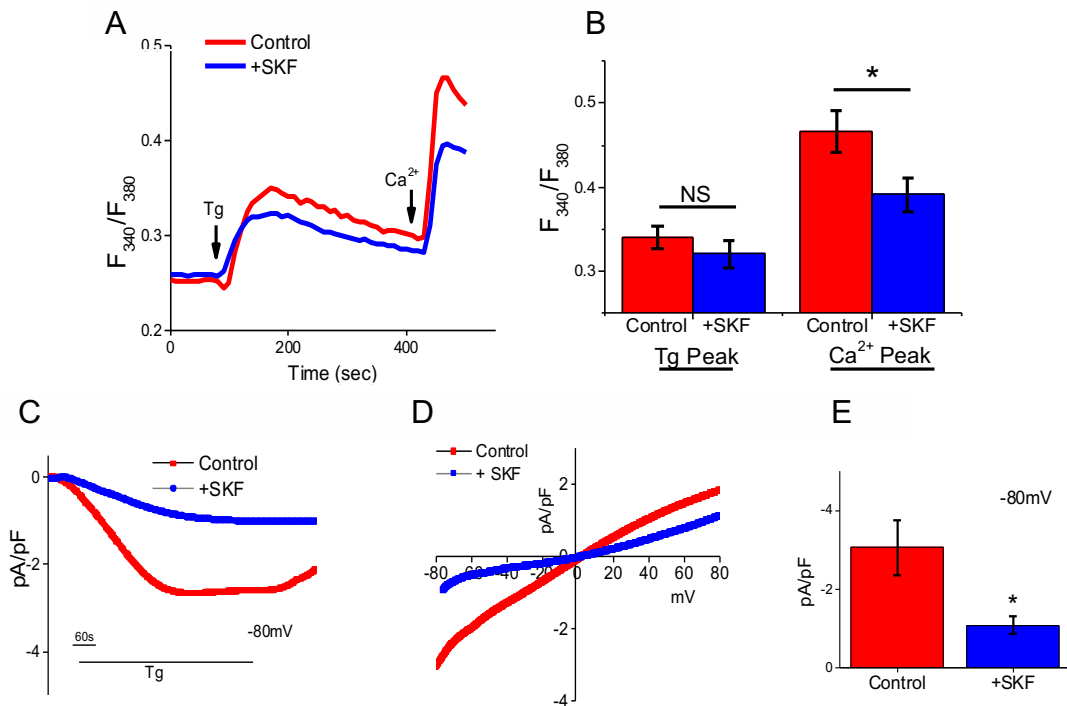 A
Control
+SKF
0.5
0.4
0.3
0.2
F340/F380
Tg
Ca2+
0 200 400
Time (sec)
B
0.5
0.4
0.3
F340/F380
NS
*
Control +SKF Control +SKF
Tg Peak Ca2+ Peak
C
Control
+SKF
0
-2
-4
pA/pF
60s
Tg
-80mV
D
Control
+ SKF
pA/pF
2
0
-2
-4
-80 -60 -40 -20 0 20 40 60 80
mV
E
-80mV
-4
-2
0
pA/pF
*
Control +SKF